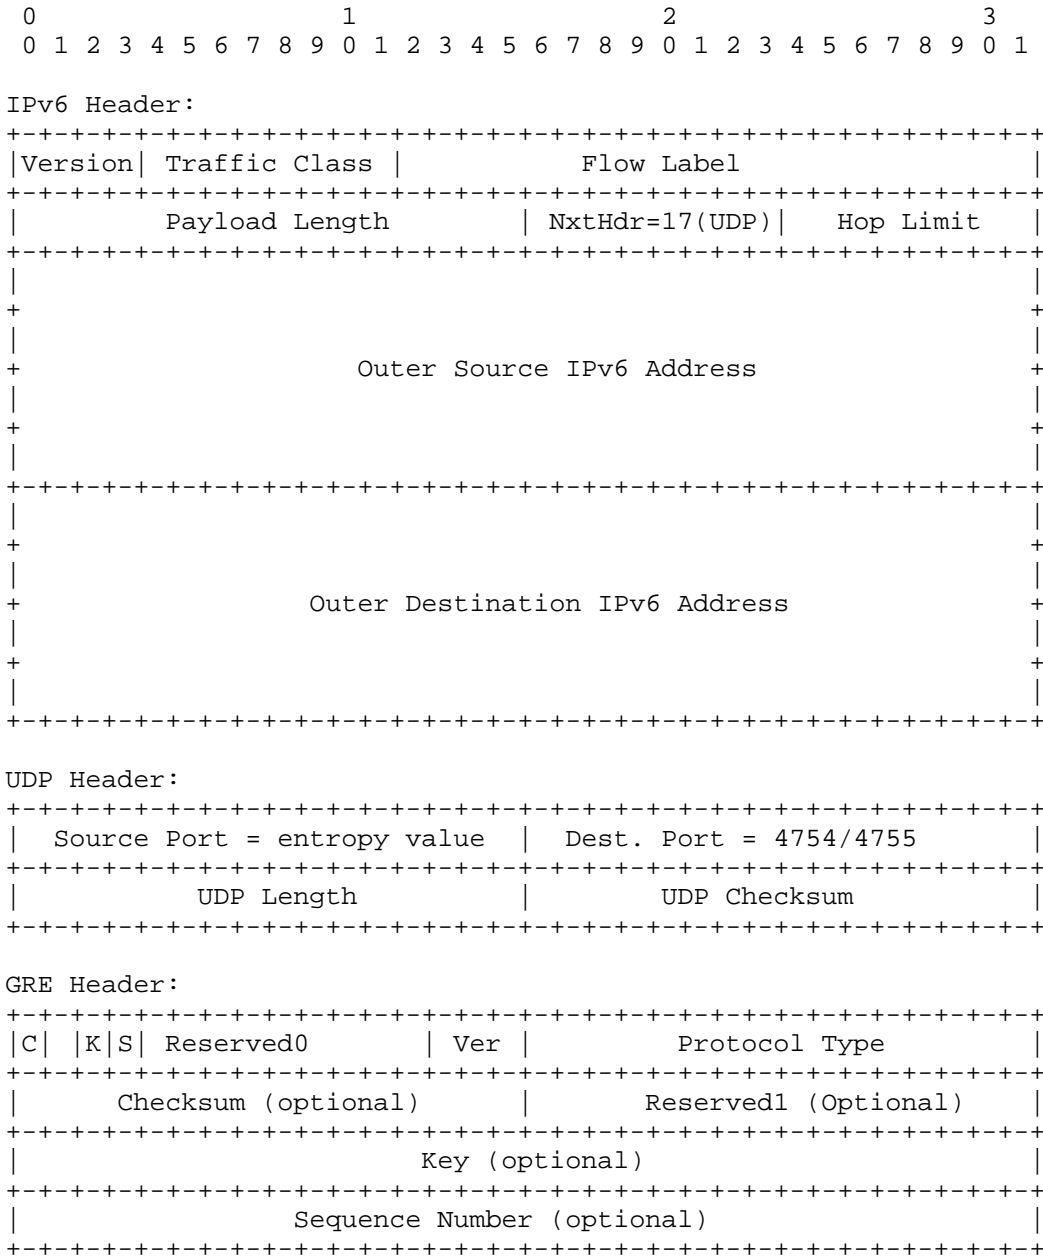 0                   1                   2                   3
 0 1 2 3 4 5 6 7 8 9 0 1 2 3 4 5 6 7 8 9 0 1 2 3 4 5 6 7 8 9 0 1

IPv6 Header:
+-+-+-+-+-+-+-+-+-+-+-+-+-+-+-+-+-+-+-+-+-+-+-+-+-+-+-+-+-+-+-+-+
|Version| Traffic Class |           Flow Label                  |
+-+-+-+-+-+-+-+-+-+-+-+-+-+-+-+-+-+-+-+-+-+-+-+-+-+-+-+-+-+-+-+-+
|         Payload Length        | NxtHdr=17(UDP)|   Hop Limit   |
+-+-+-+-+-+-+-+-+-+-+-+-+-+-+-+-+-+-+-+-+-+-+-+-+-+-+-+-+-+-+-+-+
|                                                               |
+                                                               +
|                                                               |
+                     Outer Source IPv6 Address                 +
|                                                               |
+                                                               +
|                                                               |
+-+-+-+-+-+-+-+-+-+-+-+-+-+-+-+-+-+-+-+-+-+-+-+-+-+-+-+-+-+-+-+-+
|                                                               |
+                                                               +
|                                                               |
+                  Outer Destination IPv6 Address               +
|                                                               |
+                                                               +
|                                                               |
+-+-+-+-+-+-+-+-+-+-+-+-+-+-+-+-+-+-+-+-+-+-+-+-+-+-+-+-+-+-+-+-+

UDP Header:
+-+-+-+-+-+-+-+-+-+-+-+-+-+-+-+-+-+-+-+-+-+-+-+-+-+-+-+-+-+-+-+-+
|  Source Port = entropy value  |  Dest. Port = 4754/4755       |
+-+-+-+-+-+-+-+-+-+-+-+-+-+-+-+-+-+-+-+-+-+-+-+-+-+-+-+-+-+-+-+-+
|           UDP Length          |        UDP Checksum           |
+-+-+-+-+-+-+-+-+-+-+-+-+-+-+-+-+-+-+-+-+-+-+-+-+-+-+-+-+-+-+-+-+

GRE Header:
+-+-+-+-+-+-+-+-+-+-+-+-+-+-+-+-+-+-+-+-+-+-+-+-+-+-+-+-+-+-+-+-+
|C| |K|S| Reserved0       | Ver |         Protocol Type         |
+-+-+-+-+-+-+-+-+-+-+-+-+-+-+-+-+-+-+-+-+-+-+-+-+-+-+-+-+-+-+-+-+
|      Checksum (optional)      |       Reserved1 (Optional)    |
+-+-+-+-+-+-+-+-+-+-+-+-+-+-+-+-+-+-+-+-+-+-+-+-+-+-+-+-+-+-+-+-+
|                         Key (optional)                        |
+-+-+-+-+-+-+-+-+-+-+-+-+-+-+-+-+-+-+-+-+-+-+-+-+-+-+-+-+-+-+-+-+
|                 Sequence Number (optional)                    |
+-+-+-+-+-+-+-+-+-+-+-+-+-+-+-+-+-+-+-+-+-+-+-+-+-+-+-+-+-+-+-+-+